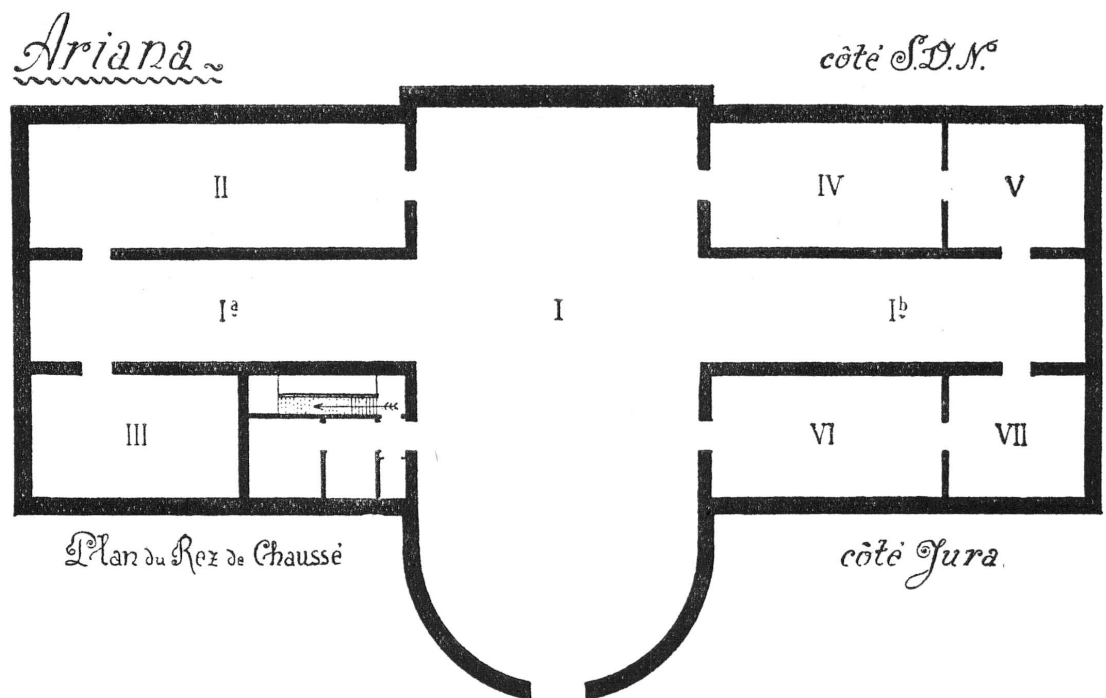 Ariana
côté S.D.N.
II
IV
V
Ia
I
Ib
III
VI
VII
Plan du Rez de Chaussé
côté Jura.